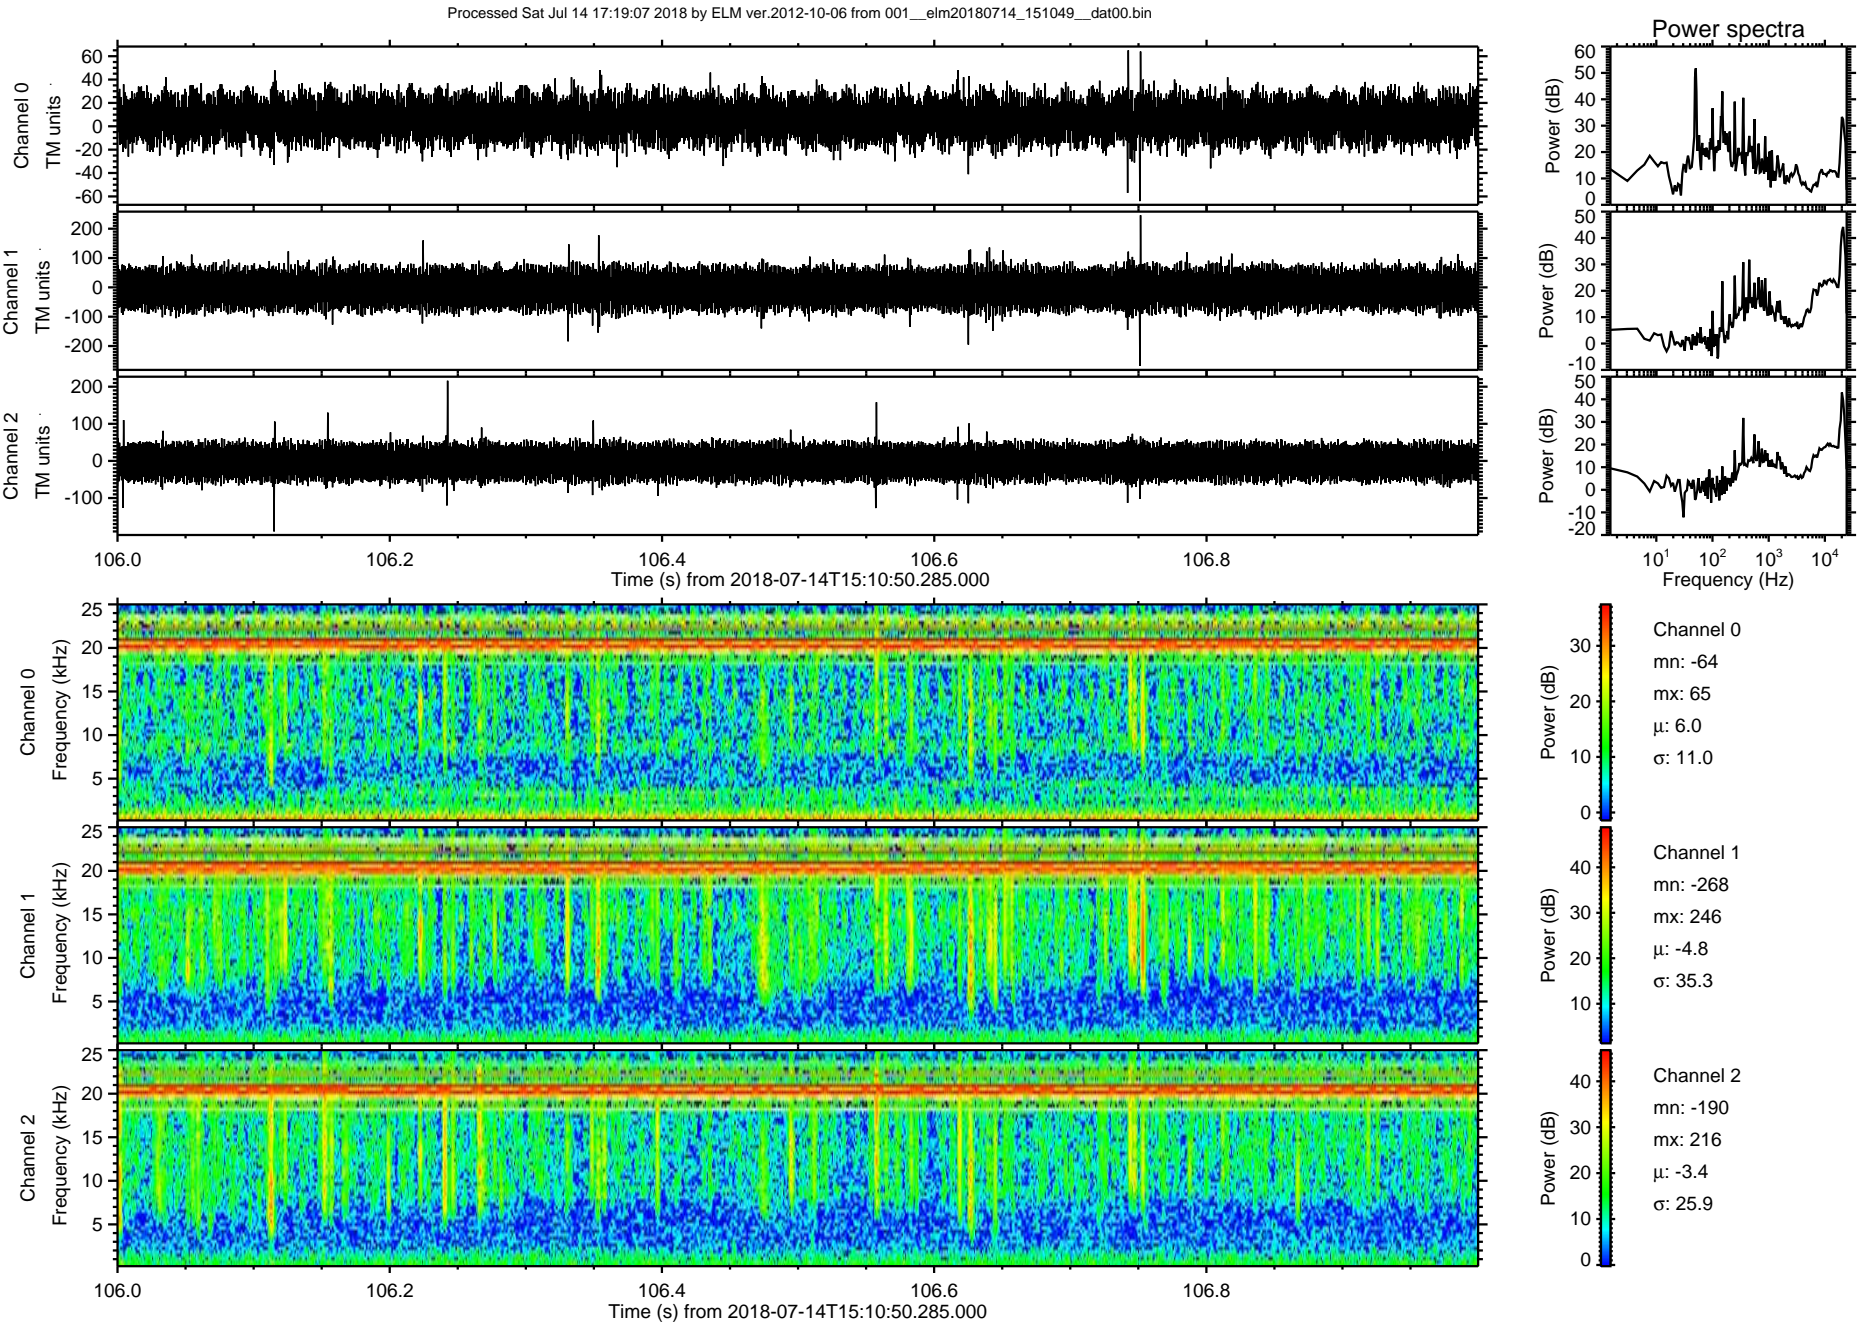 Processed Sat Jul 14 17:19:07 2018 by ELM ver.2012-10-06 from 001__elm20180714_151049__dat00.bin
Power spectra
Channel 0
TM units
60
40
20
0
-20
-40
-60
Power (dB)
60
50
40
30
20
10
0
Channel 1
TM units
200
100
0
-100
-200
Power (dB)
50
40
30
20
10
0
-10
Channel 2
TM units
200
100
0
-100
Power (dB)
50
40
30
20
10
0
-10
-20
106.0 106.2 106.4 106.6 106.8
Time (s) from 2018-07-14T15:10:50.285.000
10¹ 10² 10³ 10⁴
Frequency (Hz)
Channel 0
Frequency (kHz)
25
20
15
10
5
Power (dB)
30
20
10
0
Channel 0
mn: -64
mx: 65
μ: 6.0
σ: 11.0
Channel 1
Frequency (kHz)
25
20
15
10
5
Power (dB)
40
30
20
10
Channel 1
mn: -268
mx: 246
μ: -4.8
σ: 35.3
Channel 2
Frequency (kHz)
25
20
15
10
5
Power (dB)
40
30
20
10
0
Channel 2
mn: -190
mx: 216
μ: -3.4
σ: 25.9
106.0 106.2 106.4 106.6 106.8
Time (s) from 2018-07-14T15:10:50.285.000